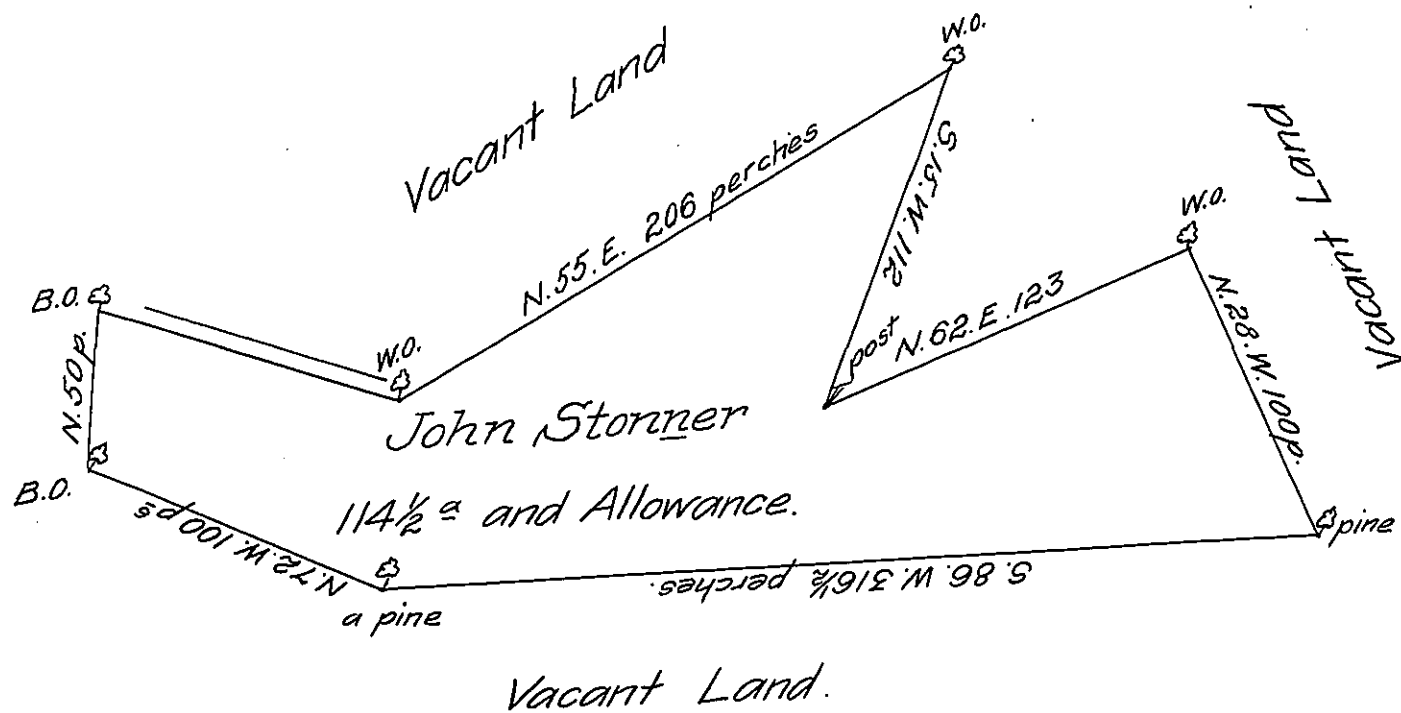 W.O.
Vacant Land
S.15.W.112
Vacant Land
N.55.E. 206 perches
W.O.
B.O.
N.50p.
W.O.
post
N.62.E.123
N.28.W.100p.
John Stonner
B.O.
N.72.W.100 ps
114½ a and Allowance.
pine
S.86.W.316½ perches.
a pine
Vacant Land.